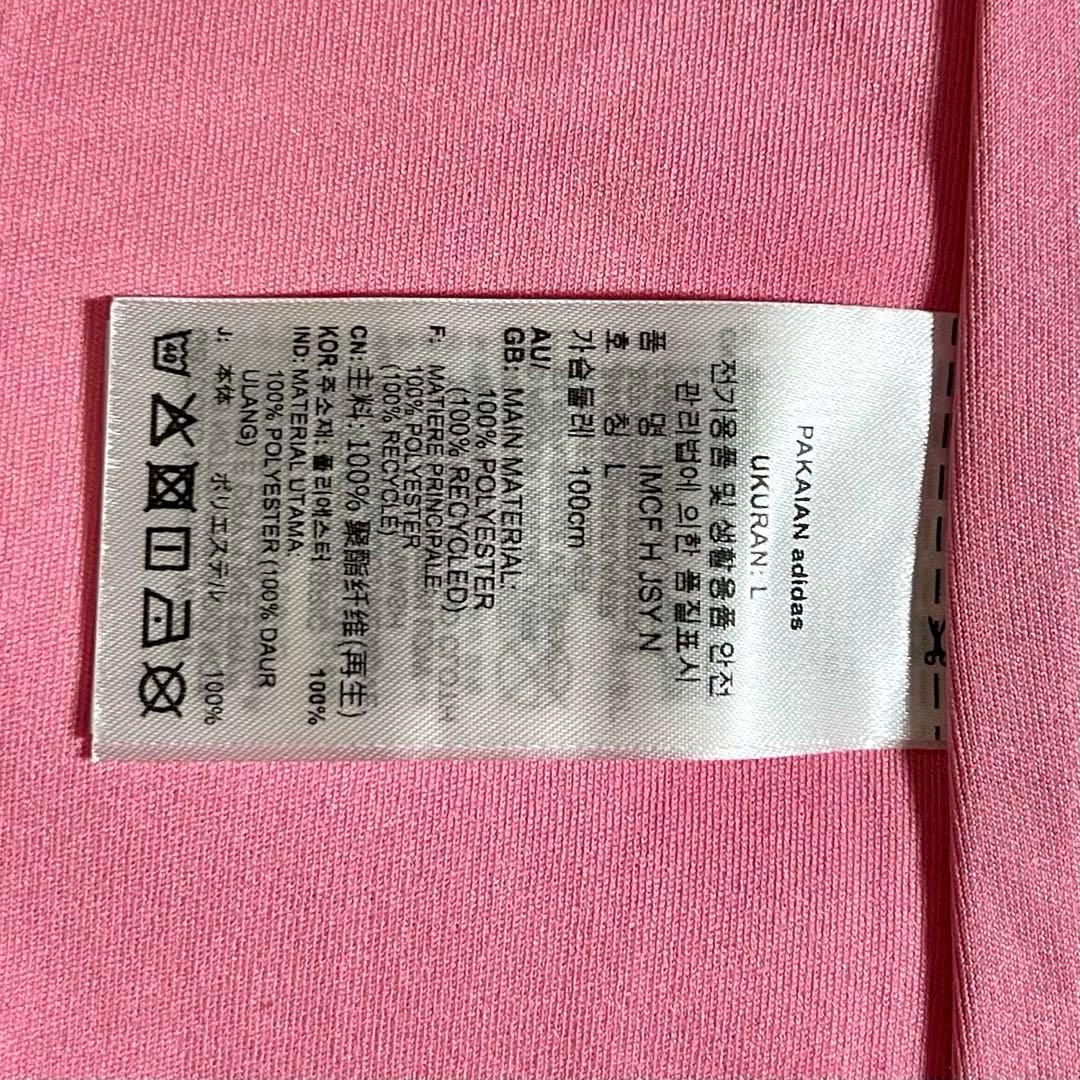 PAKAIAN adidas
UKURAN: L
전기용품 및 생활용품 안전
관리법에 의한 품질표시
품 명 IMCF H JSY N
호 칭 L
가슴둘레 100cm
AU/
GB: MAIN MATERIAL:
100% POLYESTER
(100% RECYCLED)
F: MATIERE PRINCIPALE:
100% POLYESTER
(100% RECYCLE)
CN: 主料: 100% 聚酯纤维(再生)
KOR: 주소재: 폴리에스터 100%
IND: MATERIAL UTAMA
100% POLYESTER (100% DAUR
ULANG)
J: 本体 ポリエステル 100%
40